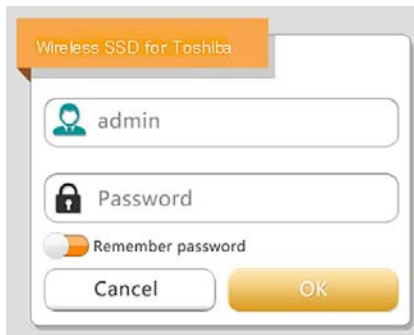 Wireless SSD for Toshiba
admin
Password
Remember password
Cancel OK